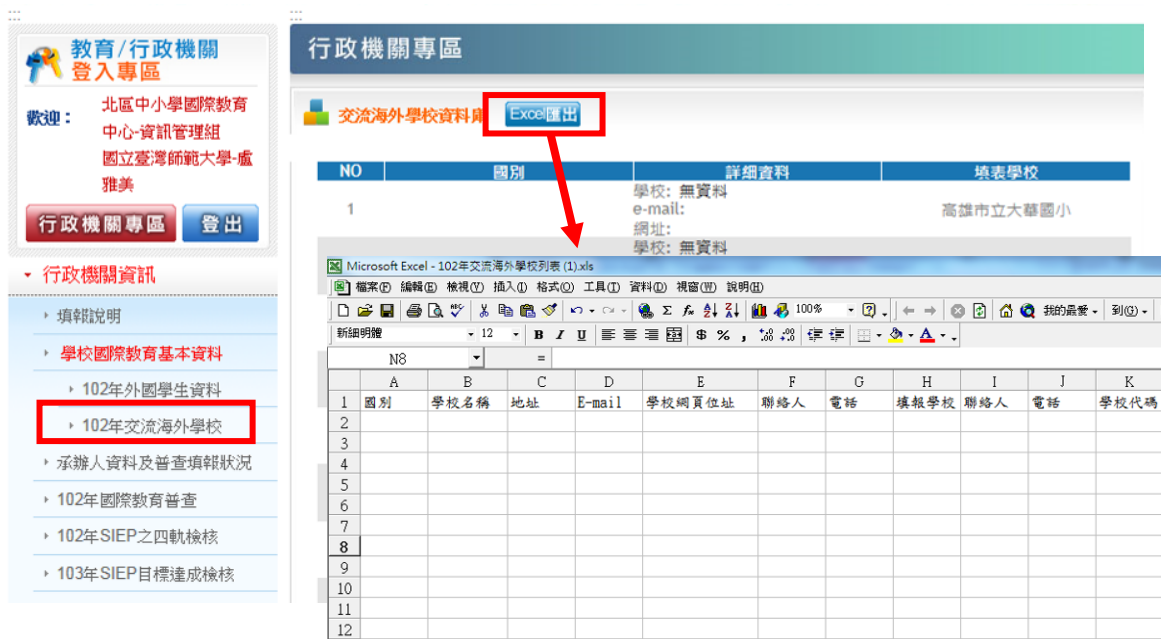 :::
教育/行政機關
登入專區
歡迎：
北區中小學國際教育
中心-資訊管理組
國立臺灣師範大學-盧
雅美
行政機關專區
登出
行政機關資訊
填報說明
學校國際教育基本資料
102年外國學生資料
102年交流海外學校
承辦人資料及普查填報狀況
102年國際教育普查
102年SIEP之四軌檢核
103年SIEP目標達成檢核
:::
行政機關專區
交流海外學校資料庫
Excel匯出
NO 國別 詳細資料 填表學校
1 學校: 無資料
e-mail: 高雄市立大華國小
網址:
學校: 無資料
Microsoft Excel - 102年交流海外學校列表 (1).xls
檔案(F) 編輯(E) 檢視(V) 插入(I) 格式(O) 工具(T) 資料(D) 視窗(W) 說明(H)
100% 我的最愛 到(G)
新細明體 12 B I U $ % ,
N8 =
A B C D E F G H I J K
1 國別 學校名稱 地址 E-mail 學校網頁位址 聯絡人 電話 填報學校 聯絡人 電話 學校代碼
2
3
4
5
6
7
8
9
10
11
12